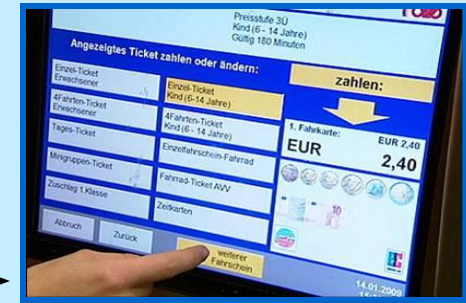 Preisstufe 3Ü
Kind (6 - 14 Jahre)
Gültig 180 Minuten
Angezeigtes Ticket zahlen oder ändern:
Einzel-Ticket
Erwachsener
4Fahrten-Ticket
Erwachsener
Tages-Ticket
Minigruppen-Ticket
Zuschlag 1.Klasse
Einzel-Ticket
Kind (6-14 Jahre)
4Fahrten-Ticket
Kind (6 - 14 Jahre)
Einzelfahrschein-Fahrrad
Fahrrad-Ticket AVV
Zeitkarten
zahlen:
1. Fahrkarte:
EUR 2,40
EUR
2,40
Abbruch
Zurück
weiterer
Fahrschein
14.01.2009